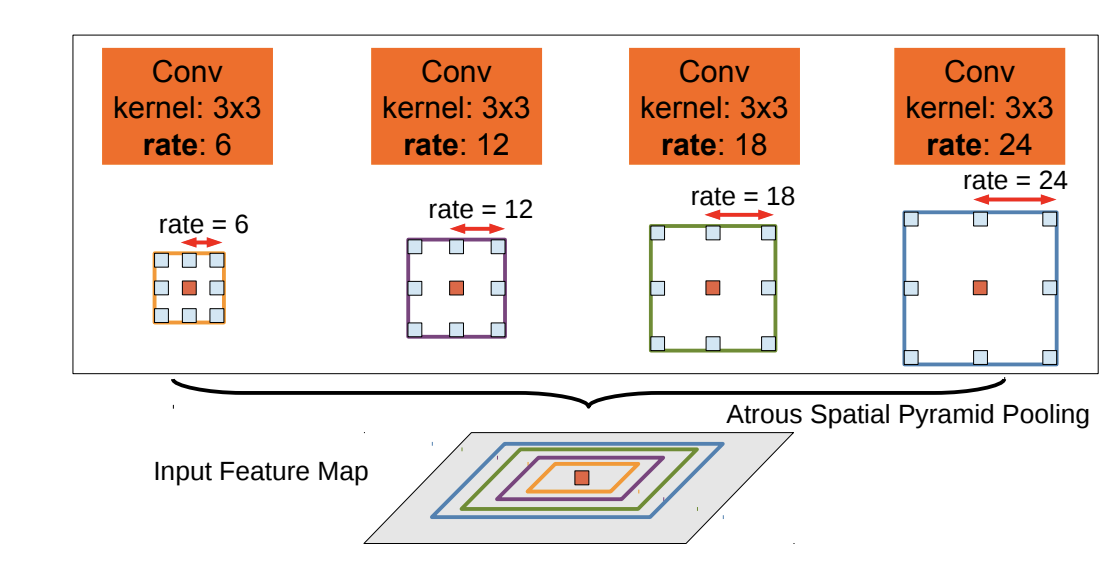 Conv
kernel: 3x3
rate: 6
Conv
kernel: 3x3
rate: 12
Conv
kernel: 3x3
rate: 18
Conv
kernel: 3x3
rate: 24
rate = 6
rate = 12
rate = 18
rate = 24
Atrous Spatial Pyramid Pooling
Input Feature Map